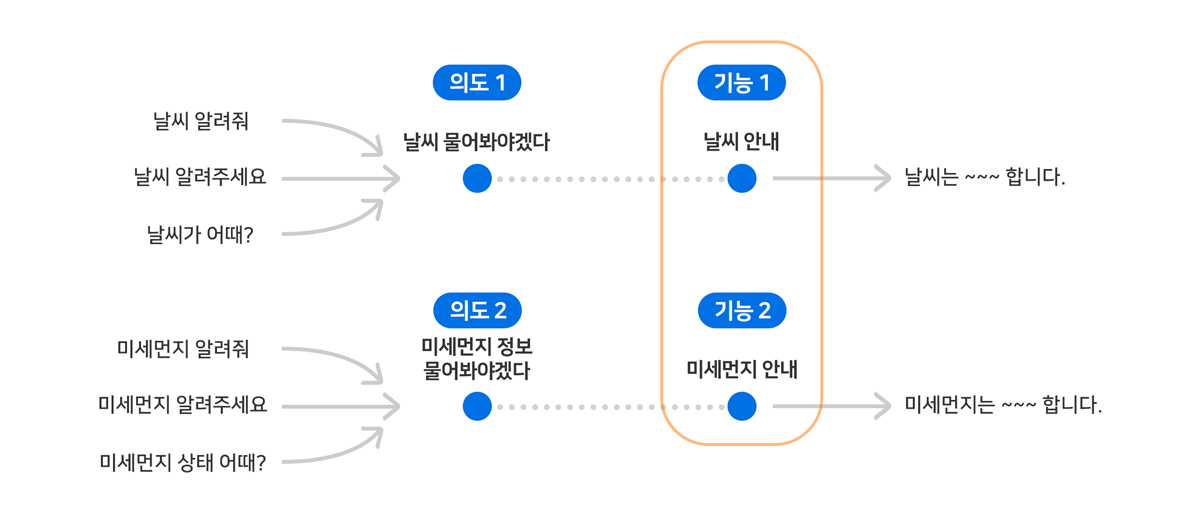 의도 1
기능 1
날씨 알려줘
날씨 물어봐야겠다
날씨 안내
날씨 알려주세요
날씨는 ~~~ 합니다.
날씨가 어때?
의도 2
기능 2
미세먼지 알려줘
미세먼지 정보
물어봐야겠다
미세먼지 안내
미세먼지 알려주세요
미세먼지는 ~~~ 합니다.
미세먼지 상태 어때?